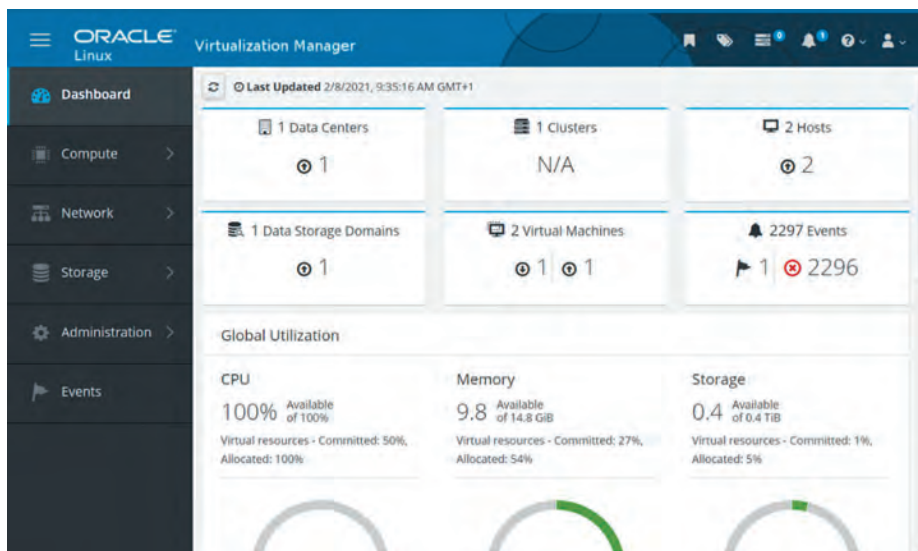 ORACLE
Linux
Virtualization Manager
0
1
Last Updated 2/8/2021, 9:35:16 AM GMT+1
Dashboard
Compute
Network
Storage
Administration
Events
1 Data Centers
1
1 Clusters
N/A
2 Hosts
2
1 Data Storage Domains
1
2 Virtual Machines
1 1
2297 Events
1 2296
Global Utilization
CPU
100% Available
of 100%
Virtual resources - Committed: 50%,
Allocated: 100%
Memory
9.8 Available
of 14.8 GiB
Virtual resources - Committed: 27%,
Allocated: 54%
Storage
0.4 Available
of 0.4 TiB
Virtual resources - Committed: 1%,
Allocated: 5%